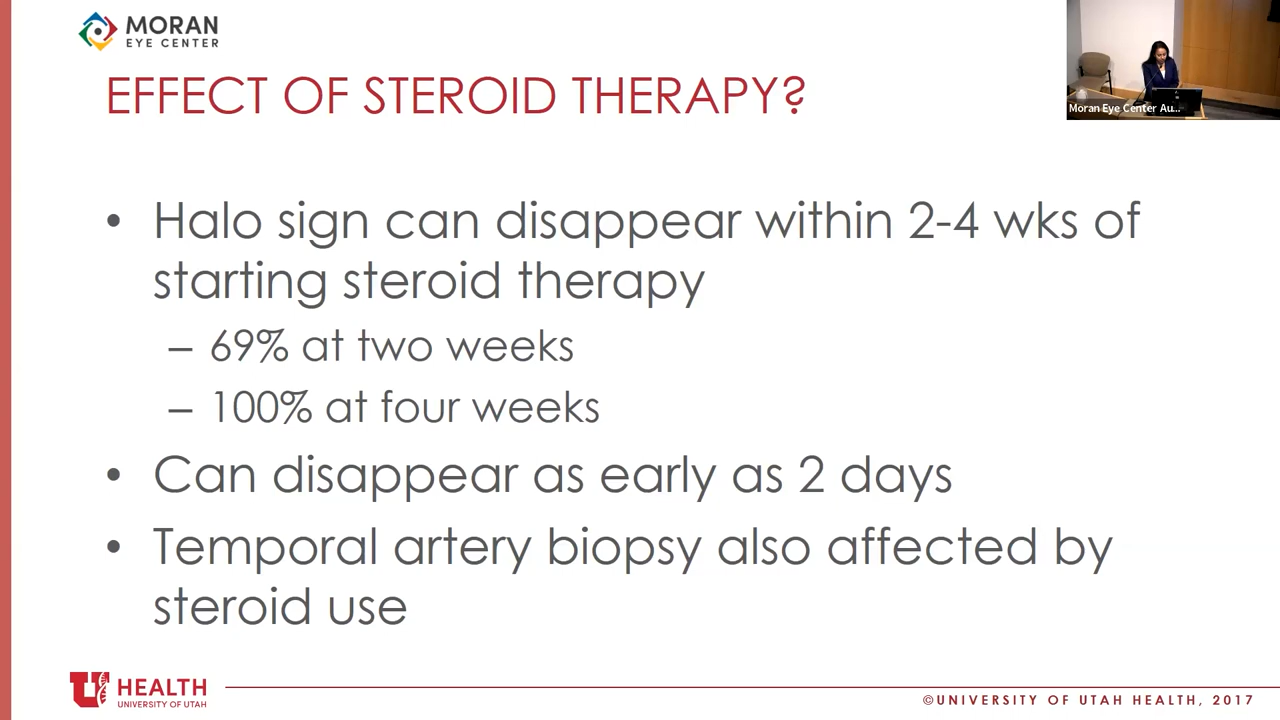 MORAN
EYE CENTER
EFFECT OF STEROID THERAPY?
Moran Eye Center Au...
• Halo sign can disappear within 2-4 wks of
starting steroid therapy
– 69% at two weeks
– 100% at four weeks
• Can disappear as early as 2 days
• Temporal artery biopsy also affected by
steroid use
U HEALTH
UNIVERSITY OF UTAH
©UNIVERSITY OF UTAH HEALTH, 2017